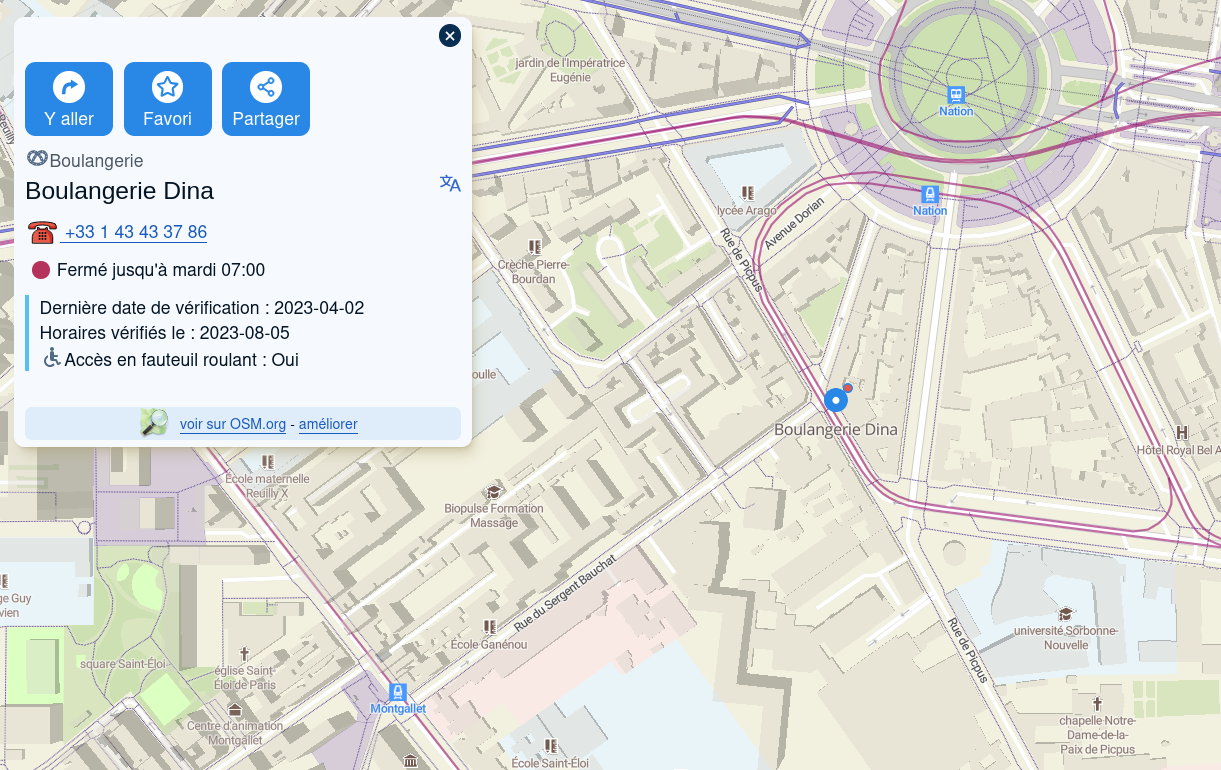 Y aller
Favori
Partager
Boulangerie
Boulangerie Dina
+33 1 43 43 37 86
Fermé jusqu'à mardi 07:00
Dernière date de vérification : 2023-04-02
Horaires vérifiés le : 2023-08-05
Accès en fauteuil roulant : Oui
voir sur OSM.org - améliorer
jardin de l'Impératrice
Eugénie
Nation
lycée Arago
Nation
Avenue Dorian
Rue de Picpus
Crèche Pierre-
Bourdan
oulle
Boulangerie Dina
Hôtel Royal Bel A
École maternelle
Reuilly X
Biopulse Formation
Massage
Rue du Sergent Bauchat
ge Guy
vien
École Ganénou
université Sorbonne-
Nouvelle
Rue de Picpus
square Saint-Éloi
église Saint-
Éloi de Paris
Montgallet
Centre d'animation
Montgallet
chapelle Notre-
Dame-de-la-
Paix de Picpus
École Saint-Éloi